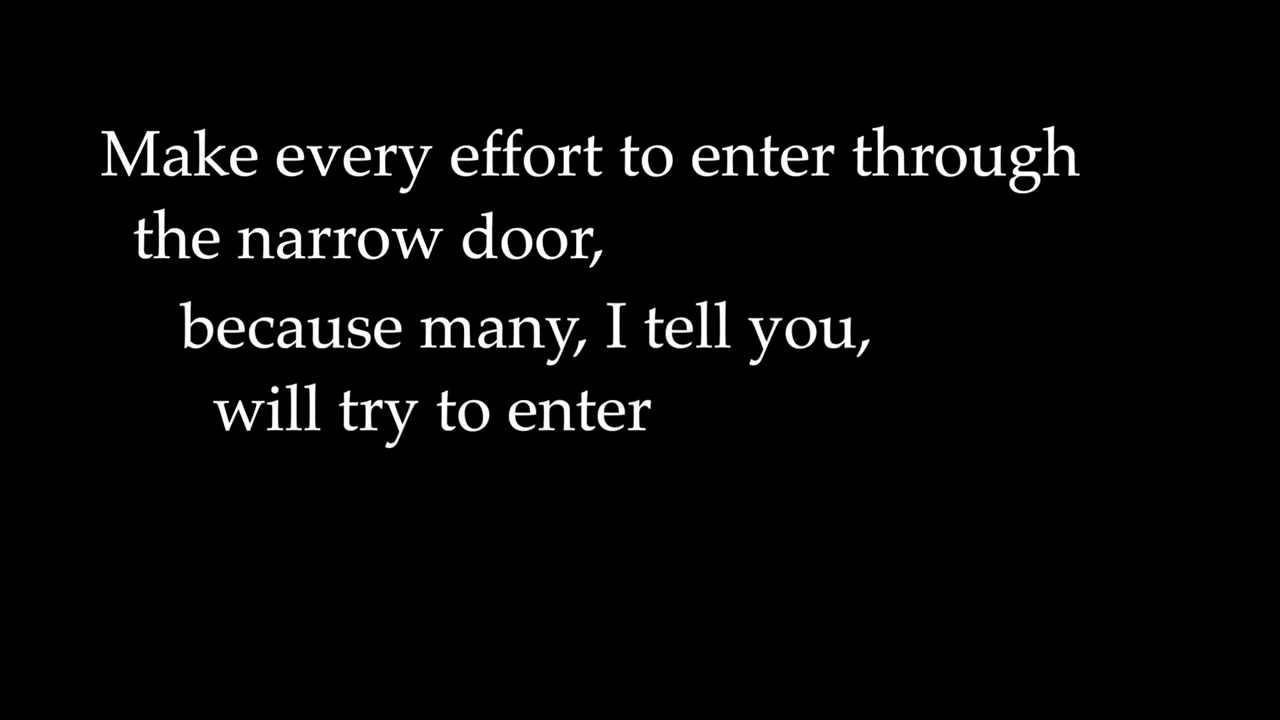 Make every effort to enter through
the narrow door,
because many, I tell you,
will try to enter